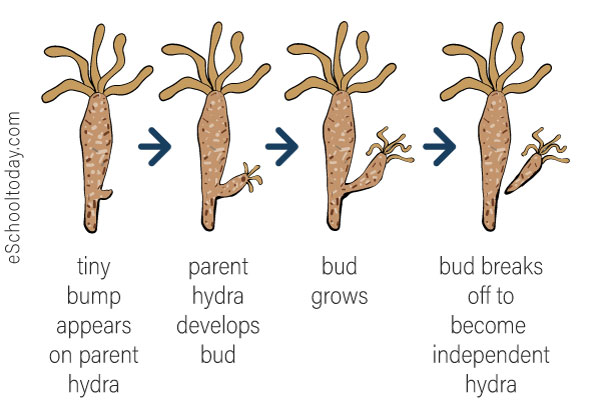 eSchooltoday.com
tiny
bump
appears
on parent
hydra
parent
hydra
develops
bud
bud
grows
bud breaks
off to
become
independent
hydra